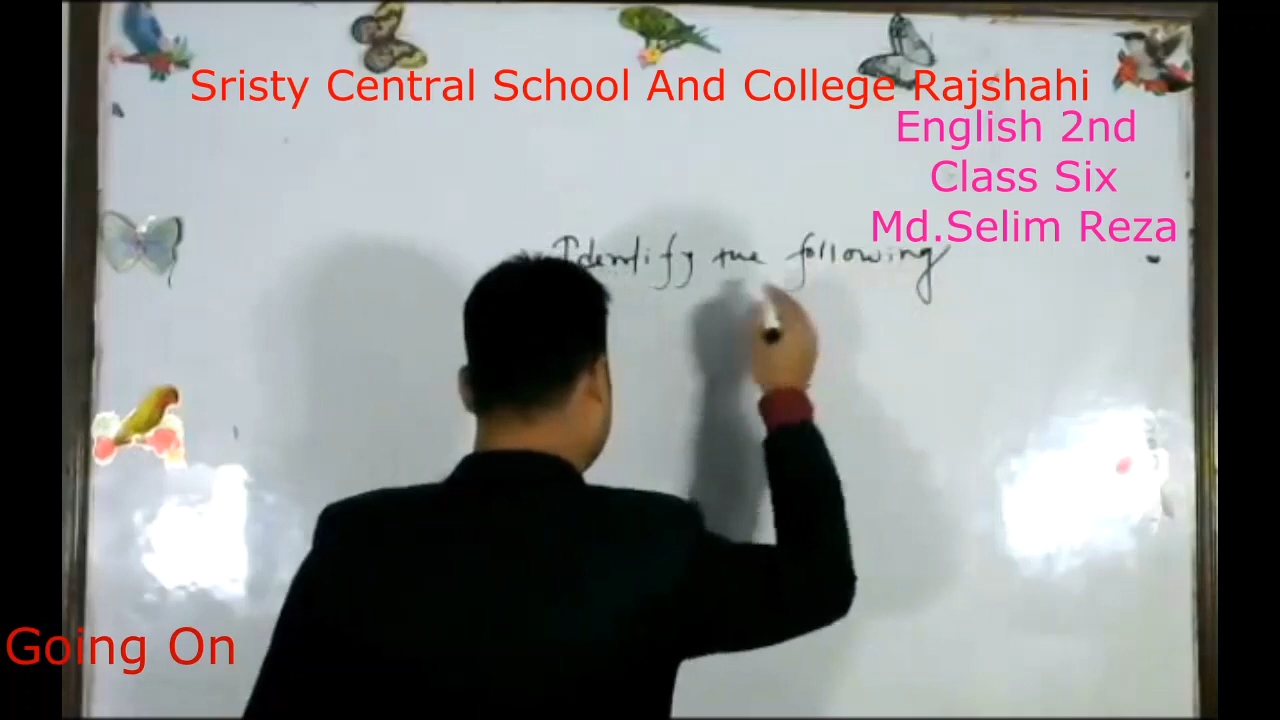 Sristy Central School And College Rajshahi
English 2nd
Class Six
Md.Selim Reza
Identify the following
Going On